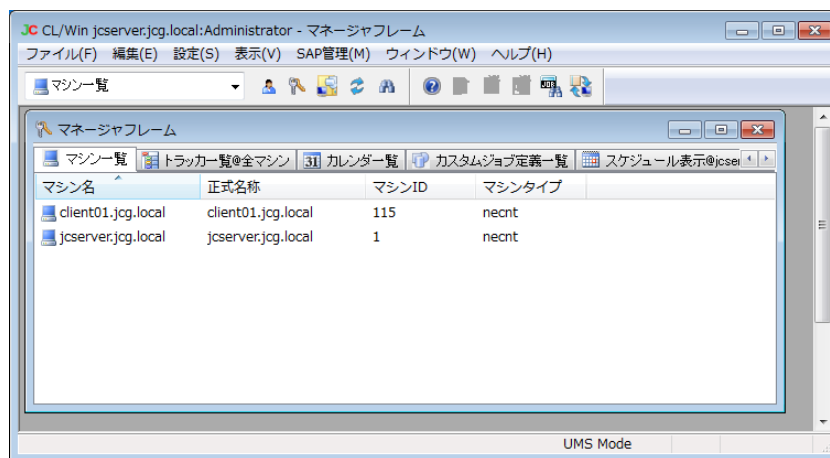 JC CL/Win jcserver.jcg.local:Administrator - マネージャフレーム
ファイル(F) 編集(E) 設定(S) 表示(V) SAP管理(M) ウィンドウ(W) ヘルプ(H)
マシン一覧
マネージャフレーム
マシン一覧 トラッカ一覧@全マシン 31 カレンダー一覧 カスタムジョブ定義一覧 スケジュール表示@jcser
マシン名 正式名称 マシンID マシンタイプ
client01.jcg.local client01.jcg.local 115 necnt
jcserver.jcg.local jcserver.jcg.local 1 necnt
UMS Mode